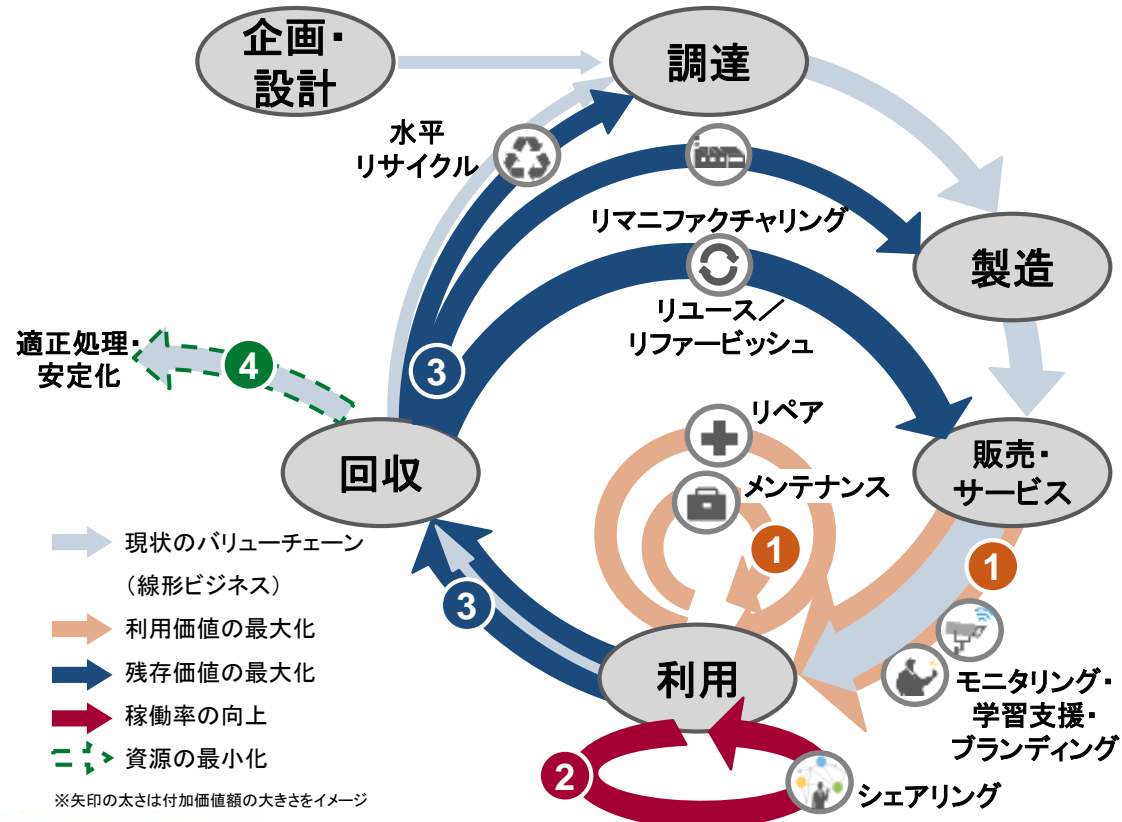 企画・
設計
調達
水平
リサイクル
リマニファクチャリング
製造
リユース／
リファービッシュ
適正処理・
安定化
4
3
回収
リペア
メンテナンス
1
販売・
サービス
1
現状のバリューチェーン
（線形ビジネス）
利用価値の最大化
残存価値の最大化
稼働率の向上
資源の最小化
※矢印の太さは付加価値額の大きさをイメージ
3
利用
モニタリング・
学習支援・
ブランディング
2
シェアリング